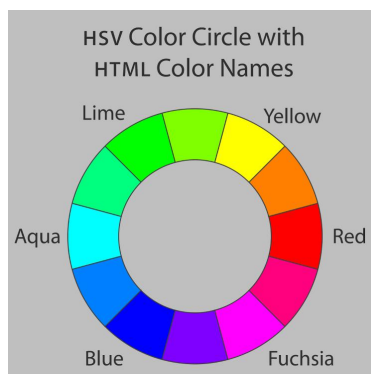 HSV Color Circle with
HTML Color Names
Lime
Yellow
Aqua
Red
Blue
Fuchsia